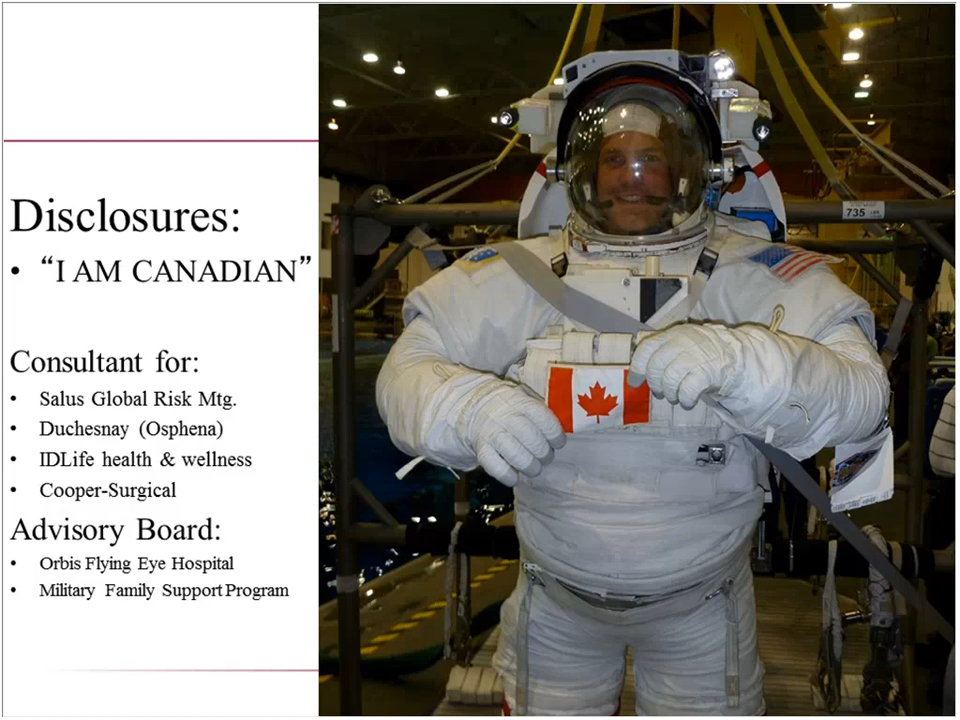 Disclosures:
• “I AM CANADIAN”
Consultant for:
• Salus Global Risk Mtg.
• Duchesnay (Osphena)
• IDLife health & wellness
• Cooper-Surgical
Advisory Board:
• Orbis Flying Eye Hospital
• Military Family Support Program
735 LBS